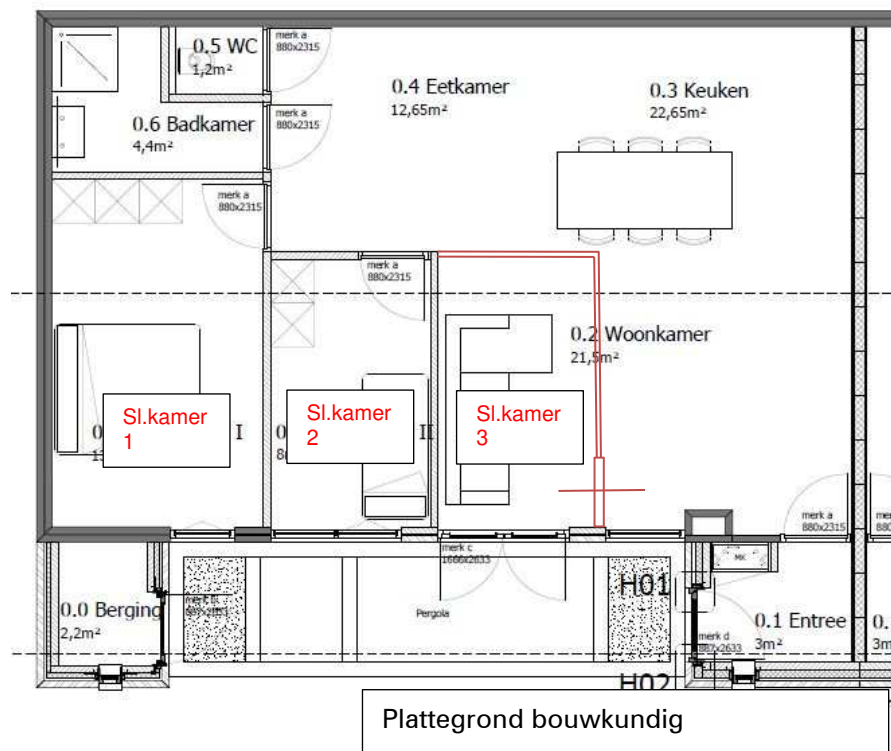 0.5 WC
1,2m²
merk a
880x2315
0.4 Eetkamer
12,65m²
0.3 Keuken
22,65m²
0.6 Badkamer
4,4m²
merk a
880x2315
merk a
880x2315
merk a
880x2315
0.2 Woonkamer
21,5m²
Sl.kamer
1
I
Sl.kamer
2
II
Sl.kamer
3
merk a
880x2315
merk a
merk c
1666x2633
MK
H01
0.0 Berging
2,2m²
Pergola
0.1 Entree
3m²
merk d
887x2633
H02
Plattegrond bouwkundig